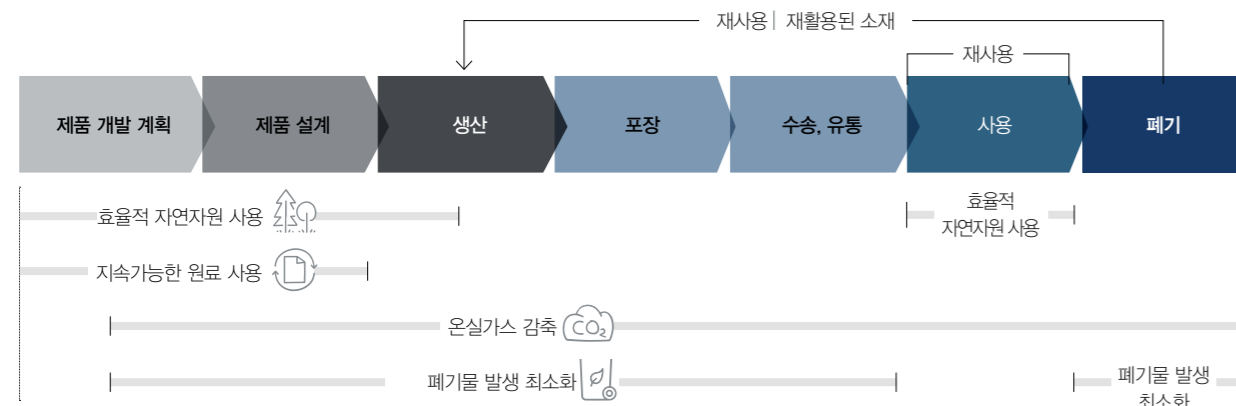 재사용 | 재활용된 소재
재사용
제품 개발 계획
제품 설계
생산
포장
수송, 유통
사용
폐기
효율적 자연자원 사용
효율적
자연자원 사용
지속가능한 원료 사용
온실가스 감축
CO₂
폐기물 발생 최소화
폐기물 발생
최소화